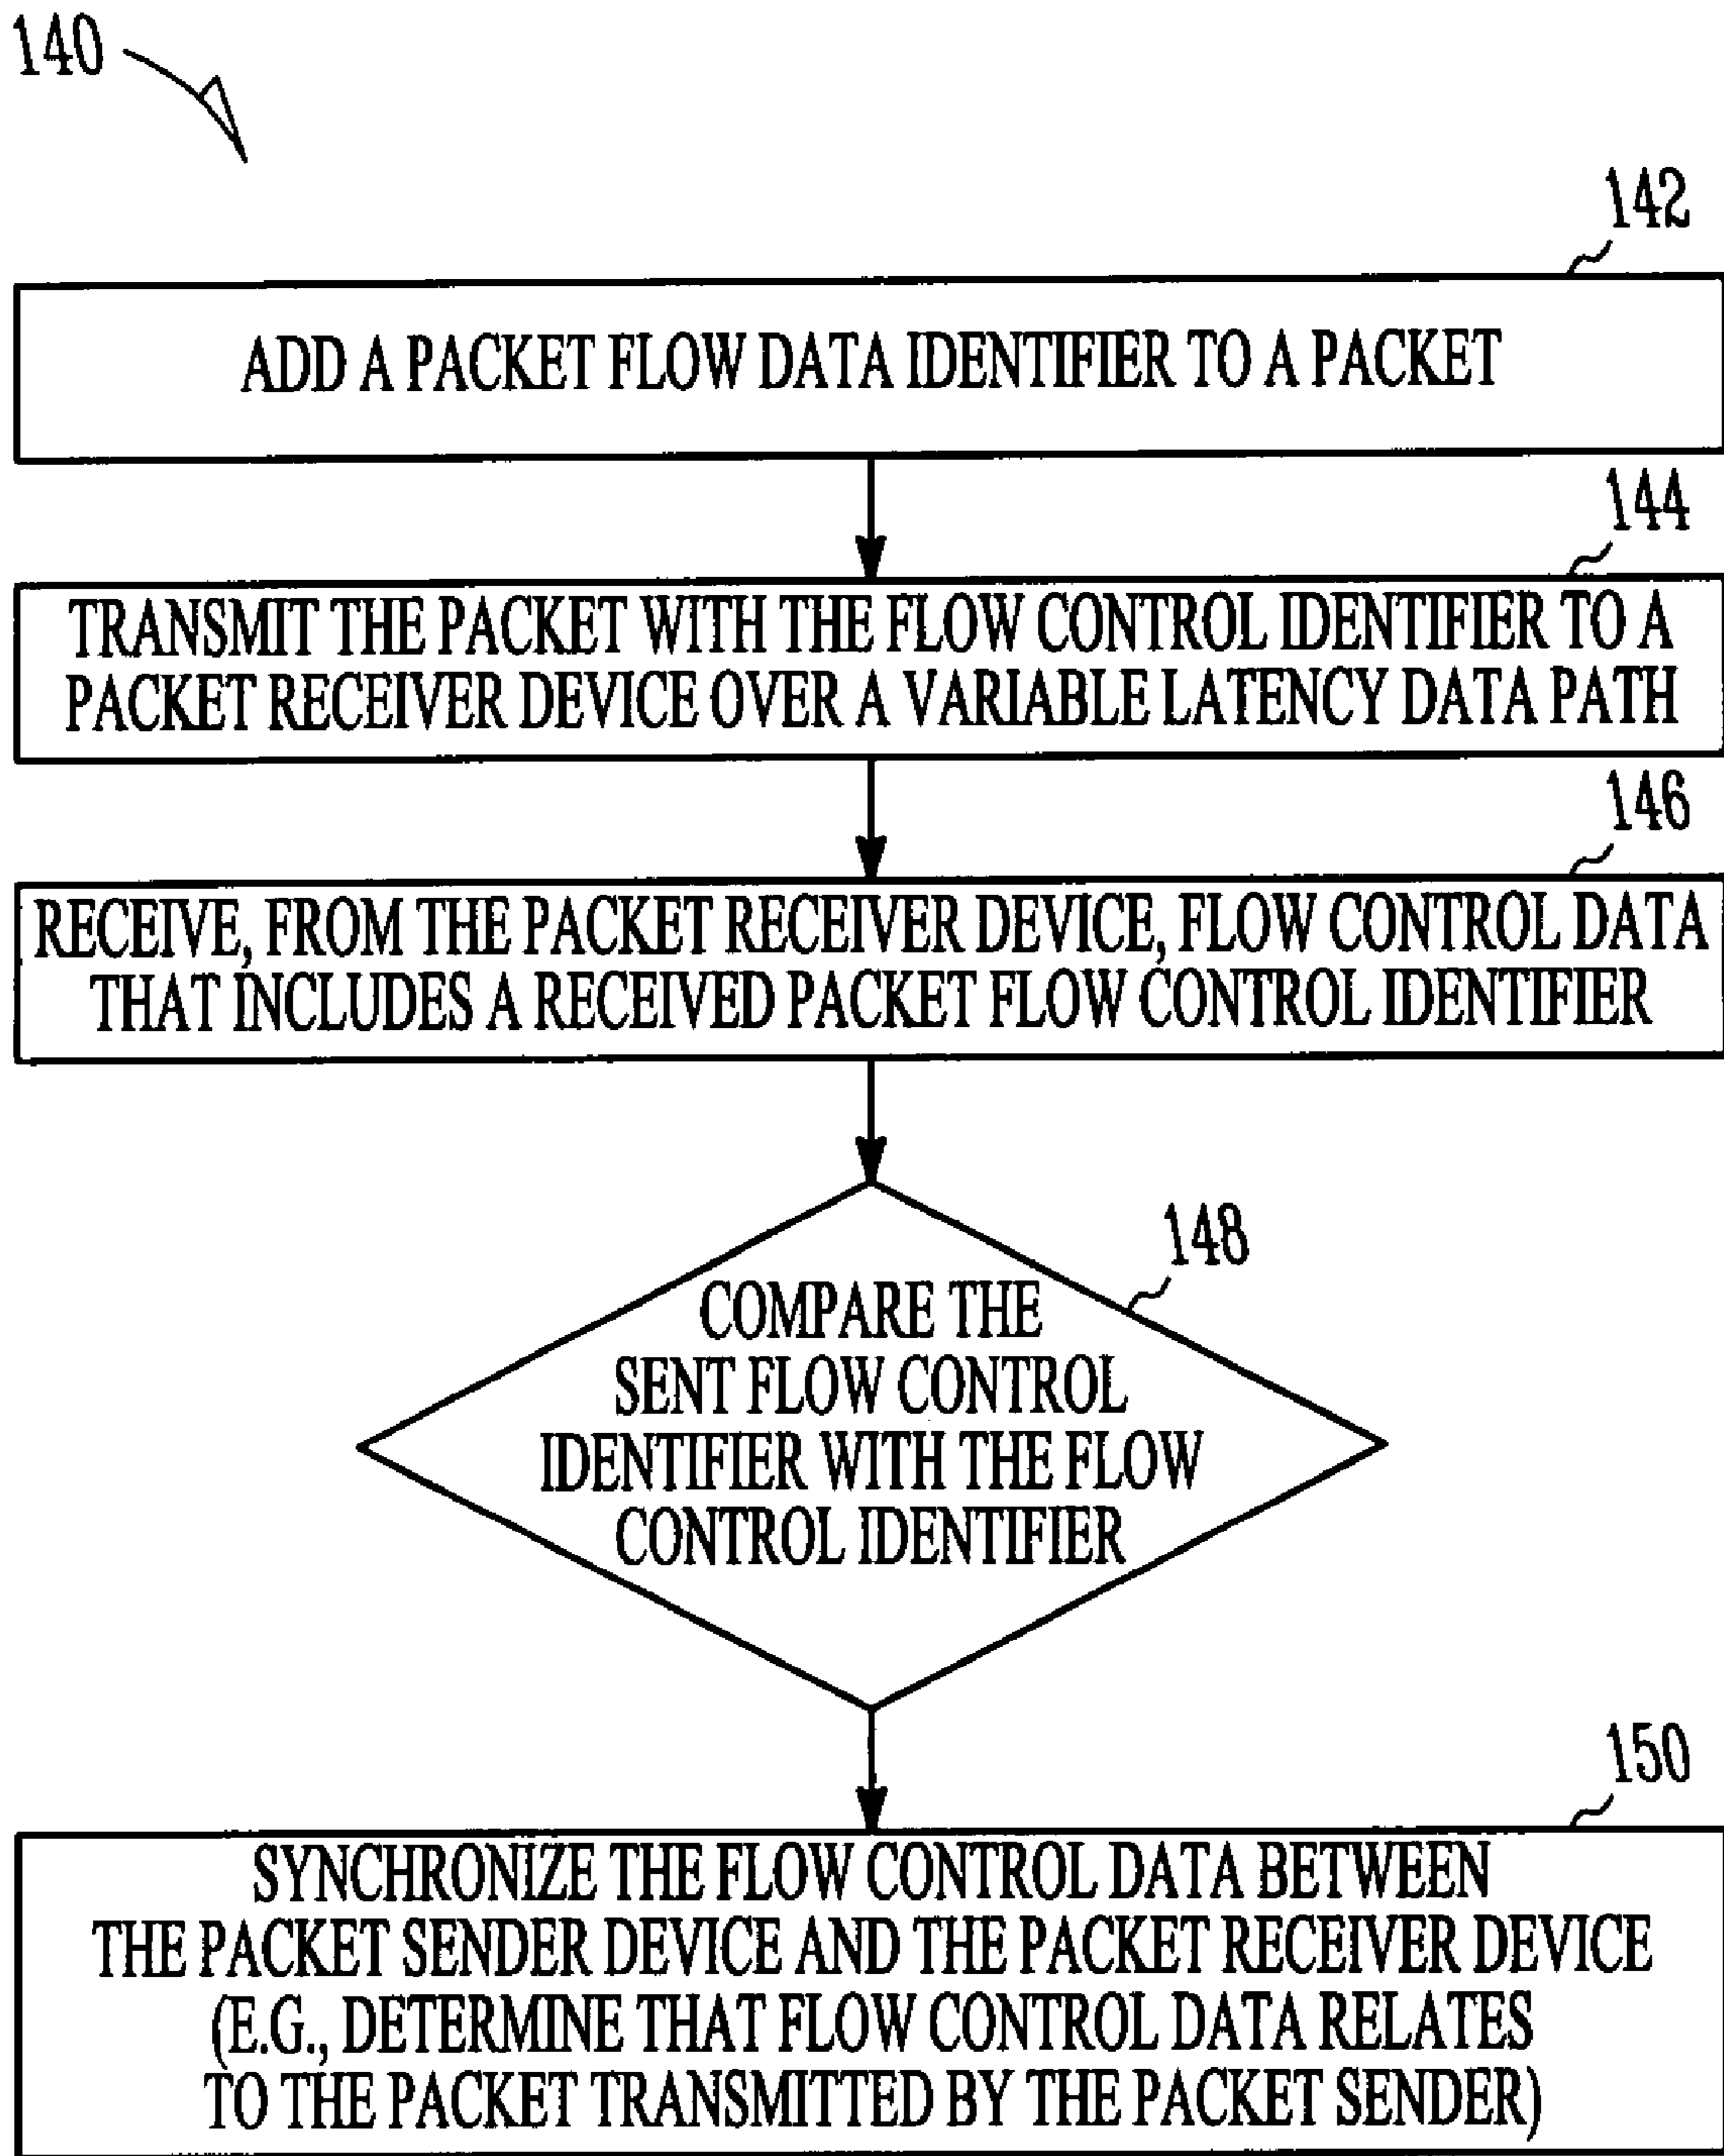 140
142
ADD A PACKET FLOW DATA IDENTIFIER TO A PACKET
144
TRANSMIT THE PACKET WITH THE FLOW CONTROL IDENTIFIER TO A
PACKET RECEIVER DEVICE OVER A VARIABLE LATENCY DATA PATH
146
RECEIVE, FROM THE PACKET RECEIVER DEVICE, FLOW CONTROL DATA
THAT INCLUDES A RECEIVED PACKET FLOW CONTROL IDENTIFIER
148
COMPARE THE
SENT FLOW CONTROL
IDENTIFIER WITH THE FLOW
CONTROL IDENTIFIER
150
SYNCHRONIZE THE FLOW CONTROL DATA BETWEEN
THE PACKET SENDER DEVICE AND THE PACKET RECEIVER DEVICE
(E.G., DETERMINE THAT FLOW CONTROL DATA RELATES
TO THE PACKET TRANSMITTED BY THE PACKET SENDER)